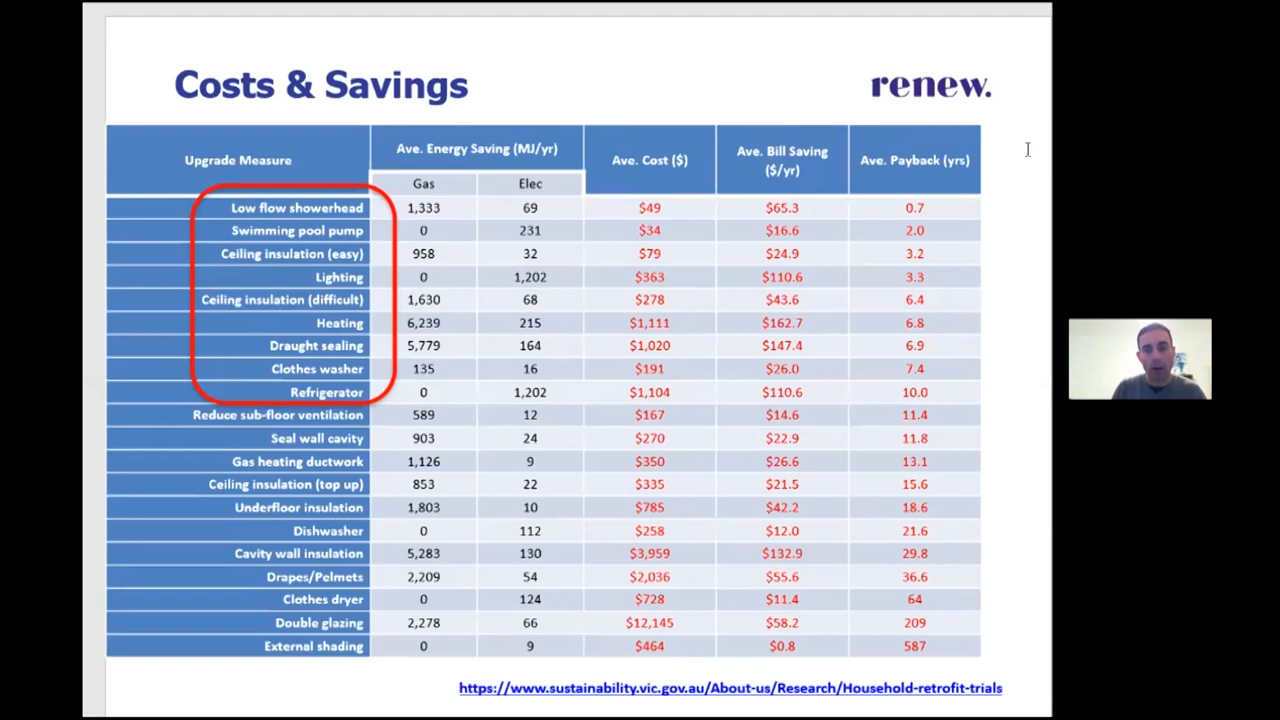 Costs & Savings
renew.
Upgrade Measure
Ave. Energy Saving (MJ/yr)
Ave. Cost ($)
Ave. Bill Saving ($/yr)
Ave. Payback (yrs)
Gas Elec
Low flow showerhead 1,333 69 $49 $65.3 0.7
Swimming pool pump 0 231 $34 $16.6 2.0
Ceiling insulation (easy) 958 32 $79 $24.9 3.2
Lighting 0 1,202 $363 $110.6 3.3
Ceiling insulation (difficult) 1,630 68 $278 $43.6 6.4
Heating 6,239 215 $1,111 $162.7 6.8
Draught sealing 5,779 164 $1,020 $147.4 6.9
Clothes washer 135 16 $191 $26.0 7.4
Refrigerator 0 1,202 $1,104 $110.6 10.0
Reduce sub-floor ventilation 589 12 $167 $14.6 11.4
Seal wall cavity 903 24 $270 $22.9 11.8
Gas heating ductwork 1,126 9 $350 $26.6 13.1
Ceiling insulation (top up) 853 22 $335 $21.5 15.6
Underfloor insulation 1,803 10 $785 $42.2 18.6
Dishwasher 0 112 $258 $12.0 21.6
Cavity wall insulation 5,283 130 $3,959 $132.9 29.8
Drapes/Pelmets 2,209 54 $2,036 $55.6 36.6
Clothes dryer 0 124 $728 $11.4 64
Double glazing 2,278 66 $12,145 $58.2 209
External shading 0 9 $464 $0.8 587
https://www.sustainability.vic.gov.au/About-us/Research/Household-retrofit-trials